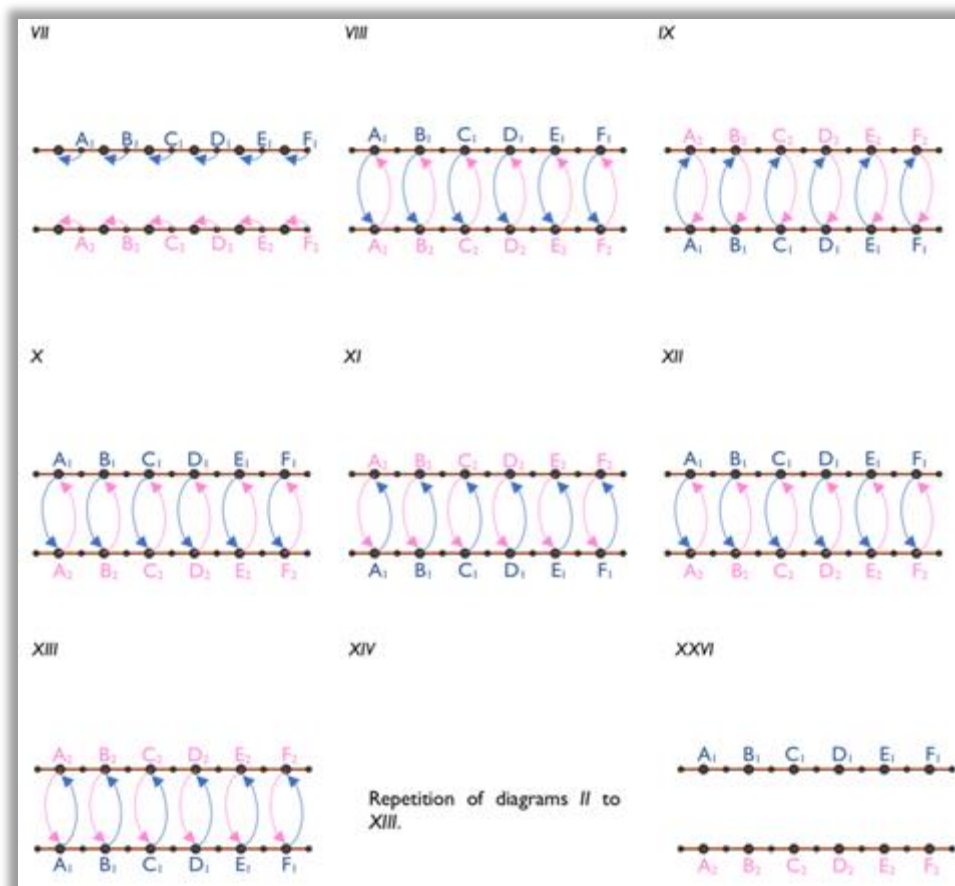 VII
A₁ B₁ C₁ D₁ E₁ F₁
A₂ B₂ C₂ D₂ E₂ F₂
VIII
A₁ B₁ C₁ D₁ E₁ F₁
A₂ B₂ C₂ D₂ E₂ F₂
IX
A₂ B₂ C₂ D₂ E₂ F₂
A₁ B₁ C₁ D₁ E₁ F₁
X
A₁ B₁ C₁ D₁ E₁ F₁
A₂ B₂ C₂ D₂ E₂ F₂
XI
A₂ B₂ C₂ D₂ E₂ F₂
A₁ B₁ C₁ D₁ E₁ F₁
XII
A₁ B₁ C₁ D₁ E₁ F₁
A₂ B₂ C₂ D₂ E₂ F₂
XIII
A₂ B₂ C₂ D₂ E₂ F₂
A₁ B₁ C₁ D₁ E₁ F₁
XIV
Repetition of diagrams II to
XIII.
XXVI
A₁ B₁ C₁ D₁ E₁ F₁
A₂ B₂ C₂ D₂ E₂ F₂